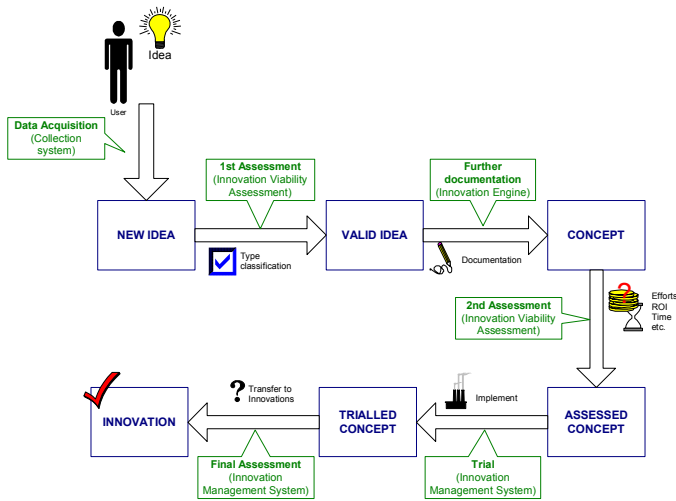 Idea
User
Data Acquisition
(Collection
system)
1st Assessment
(Innovation Viability
Assessment)
Further
documentation
(Innovation Engine)
NEW IDEA
VALID IDEA
CONCEPT
Type
classification
Documentation
2nd Assessment
(Innovation Viability
Assessment)
?
Efforts
ROI
Time
etc.
?
Transfer to
Innovations
Implement
INNOVATION
TRIALLED
CONCEPT
ASSESSED
CONCEPT
Final Assessment
(Innovation
Management System)
Trial
(Innovation
Management System)